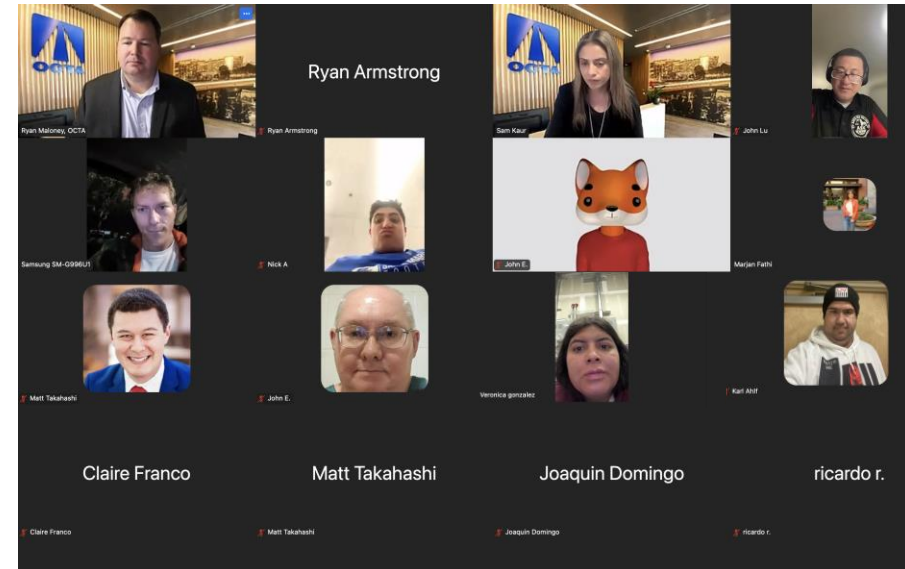 OCTA
Ryan Maloney, OCTA
Ryan Armstrong
Ryan Armstrong
OCTA
Sam Kaur
John Lu
Samsung SM-G996U1
Nick A
John E.
Marjan Fathi
Matt Takahashi
John E.
Veronica gonzalez
Karl Ahlf
Claire Franco
Claire Franco
Matt Takahashi
Matt Takahashi
Joaquin Domingo
Joaquin Domingo
ricardo r.
ricardo r.